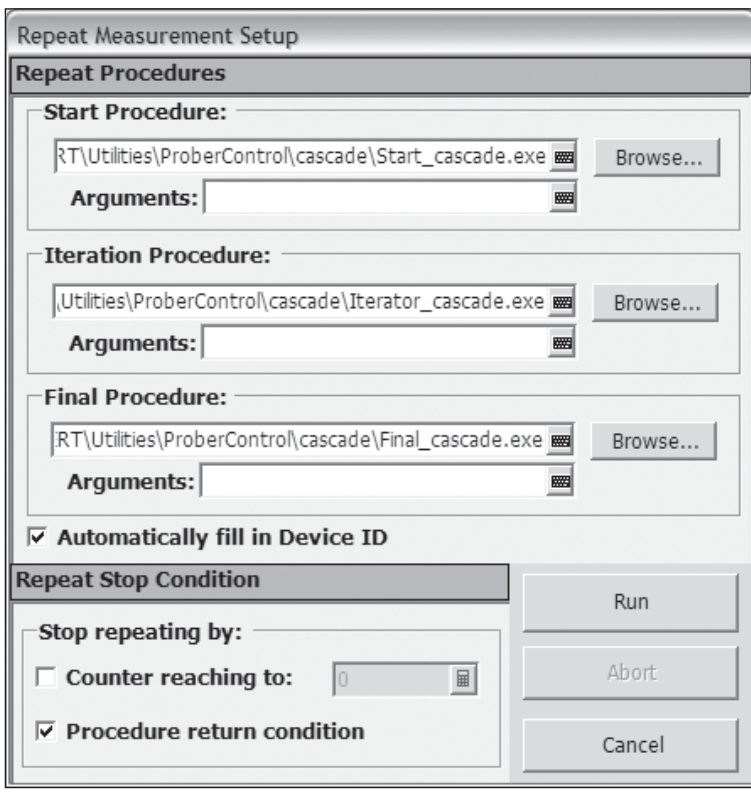 Repeat Measurement Setup
Repeat Procedures
Start Procedure:
RT\Utilities\ProberControl\cascade\Start_cascade.exe
Browse...
Arguments:
Iteration Procedure:
\Utilities\ProberControl\cascade\Iterator_cascade.exe
Browse...
Arguments:
Final Procedure:
RT\Utilities\ProberControl\cascade\Final_cascade.exe
Browse...
Arguments:
Automatically fill in Device ID
Repeat Stop Condition
Stop repeating by:
Counter reaching to: 0
Procedure return condition
Run
Abort
Cancel